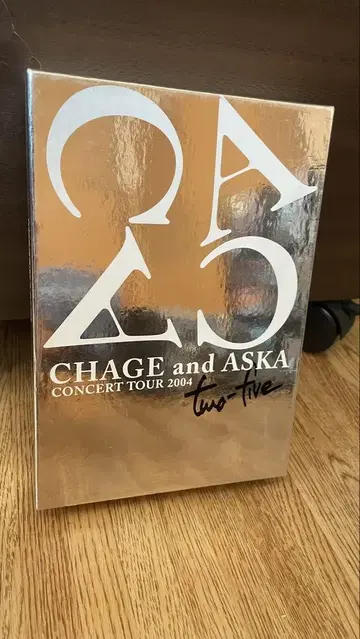 C A
A C
CHAGE and ASKA
CONCERT TOUR 2004
two-five